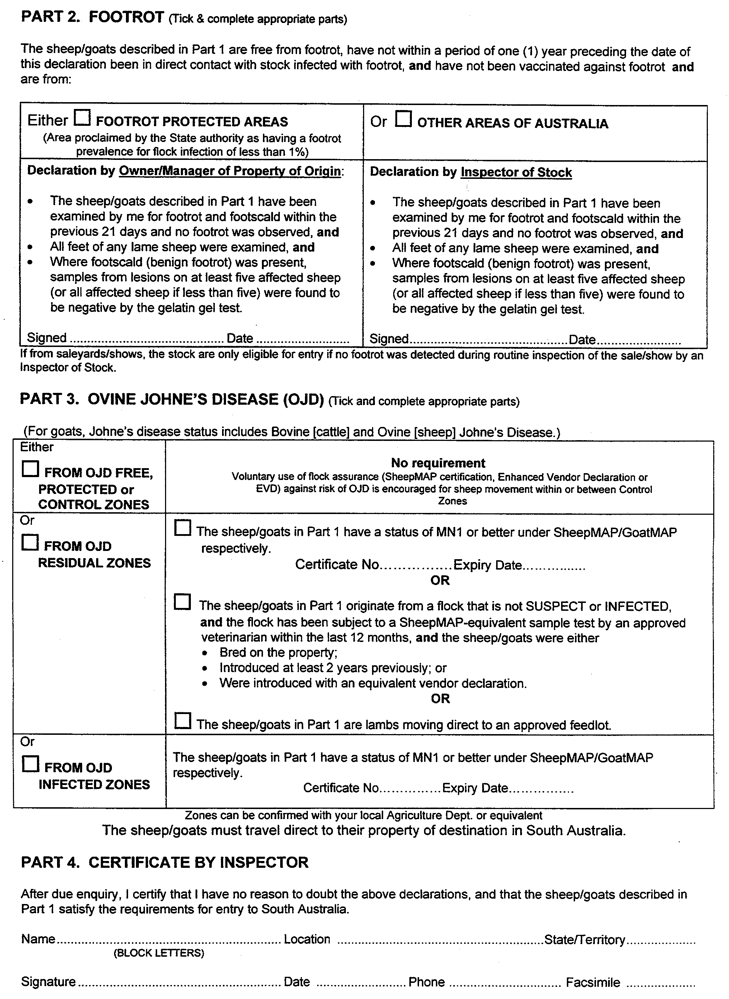 PART 2. FOOTROT (Tick & complete appropriate parts)
The sheep/goats described in Part 1 are free from footrot, have not within a period of one (1) year preceding the date of
this declaration been in direct contact with stock infected with footrot, and have not been vaccinated against footrot and
are from:
Either ☐ FOOTROT PROTECTED AREAS
(Area proclaimed by the State authority as having a footrot
prevalence for flock infection of less than 1%)
Or ☐ OTHER AREAS OF AUSTRALIA
Declaration by Owner/Manager of Property of Origin:
• The sheep/goats described in Part 1 have been
examined by me for footrot and footscald within the
previous 21 days and no footrot was observed, and
• All feet of any lame sheep were examined, and
• Where footscald (benign footrot) was present,
samples from lesions on at least five affected sheep
(or all affected sheep if less than five) were found to
be negative by the gelatin gel test.
Signed ............................................. Date ...........................
Declaration by Inspector of Stock
• The sheep/goats described in Part 1 have been
examined by me for footrot and footscald within the
previous 21 days and no footrot was observed, and
• All feet of any lame sheep were examined, and
• Where footscald (benign footrot) was present,
samples from lesions on at least five affected sheep
(or all affected sheep if less than five) were found to
be negative by the gelatin gel test.
Signed..............................................Date.........................
If from saleyards/shows, the stock are only eligible for entry if no footrot was detected during routine inspection of the sale/show by an
Inspector of Stock.
PART 3. OVINE JOHNE'S DISEASE (OJD) (Tick and complete appropriate parts)
(For goats, Johne's disease status includes Bovine [cattle] and Ovine [sheep] Johne's Disease.)
Either
☐ FROM OJD FREE,
PROTECTED or
CONTROL ZONES
No requirement
Voluntary use of flock assurance (SheepMAP certification, Enhanced Vendor Declaration or
EVD) against risk of OJD is encouraged for sheep movement within or between Control
Zones
Or
☐ FROM OJD
RESIDUAL ZONES
☐ The sheep/goats in Part 1 have a status of MN1 or better under SheepMAP/GoatMAP
respectively.
Certificate No.................Expiry Date................
OR
☐ The sheep/goats in Part 1 originate from a flock that is not SUSPECT or INFECTED,
and the flock has been subject to a SheepMAP-equivalent sample test by an approved
veterinarian within the last 12 months, and the sheep/goats were either
• Bred on the property;
• Introduced at least 2 years previously; or
• Were introduced with an equivalent vendor declaration.
OR
☐ The sheep/goats in Part 1 are lambs moving direct to an approved feedlot.
Or
☐ FROM OJD
INFECTED ZONES
The sheep/goats in Part 1 have a status of MN1 or better under SheepMAP/GoatMAP
respectively.
Certificate No...............Expiry Date................
Zones can be confirmed with your local Agriculture Dept. or equivalent
The sheep/goats must travel direct to their property of destination in South Australia.
PART 4. CERTIFICATE BY INSPECTOR
After due enquiry, I certify that I have no reason to doubt the above declarations, and that the sheep/goats described in
Part 1 satisfy the requirements for entry to South Australia.
Name................................................................. Location ............................................................State/Territory....................
(BLOCK LETTERS)
Signature........................................................... Date .......................... Phone ................................ Facsimile ....................